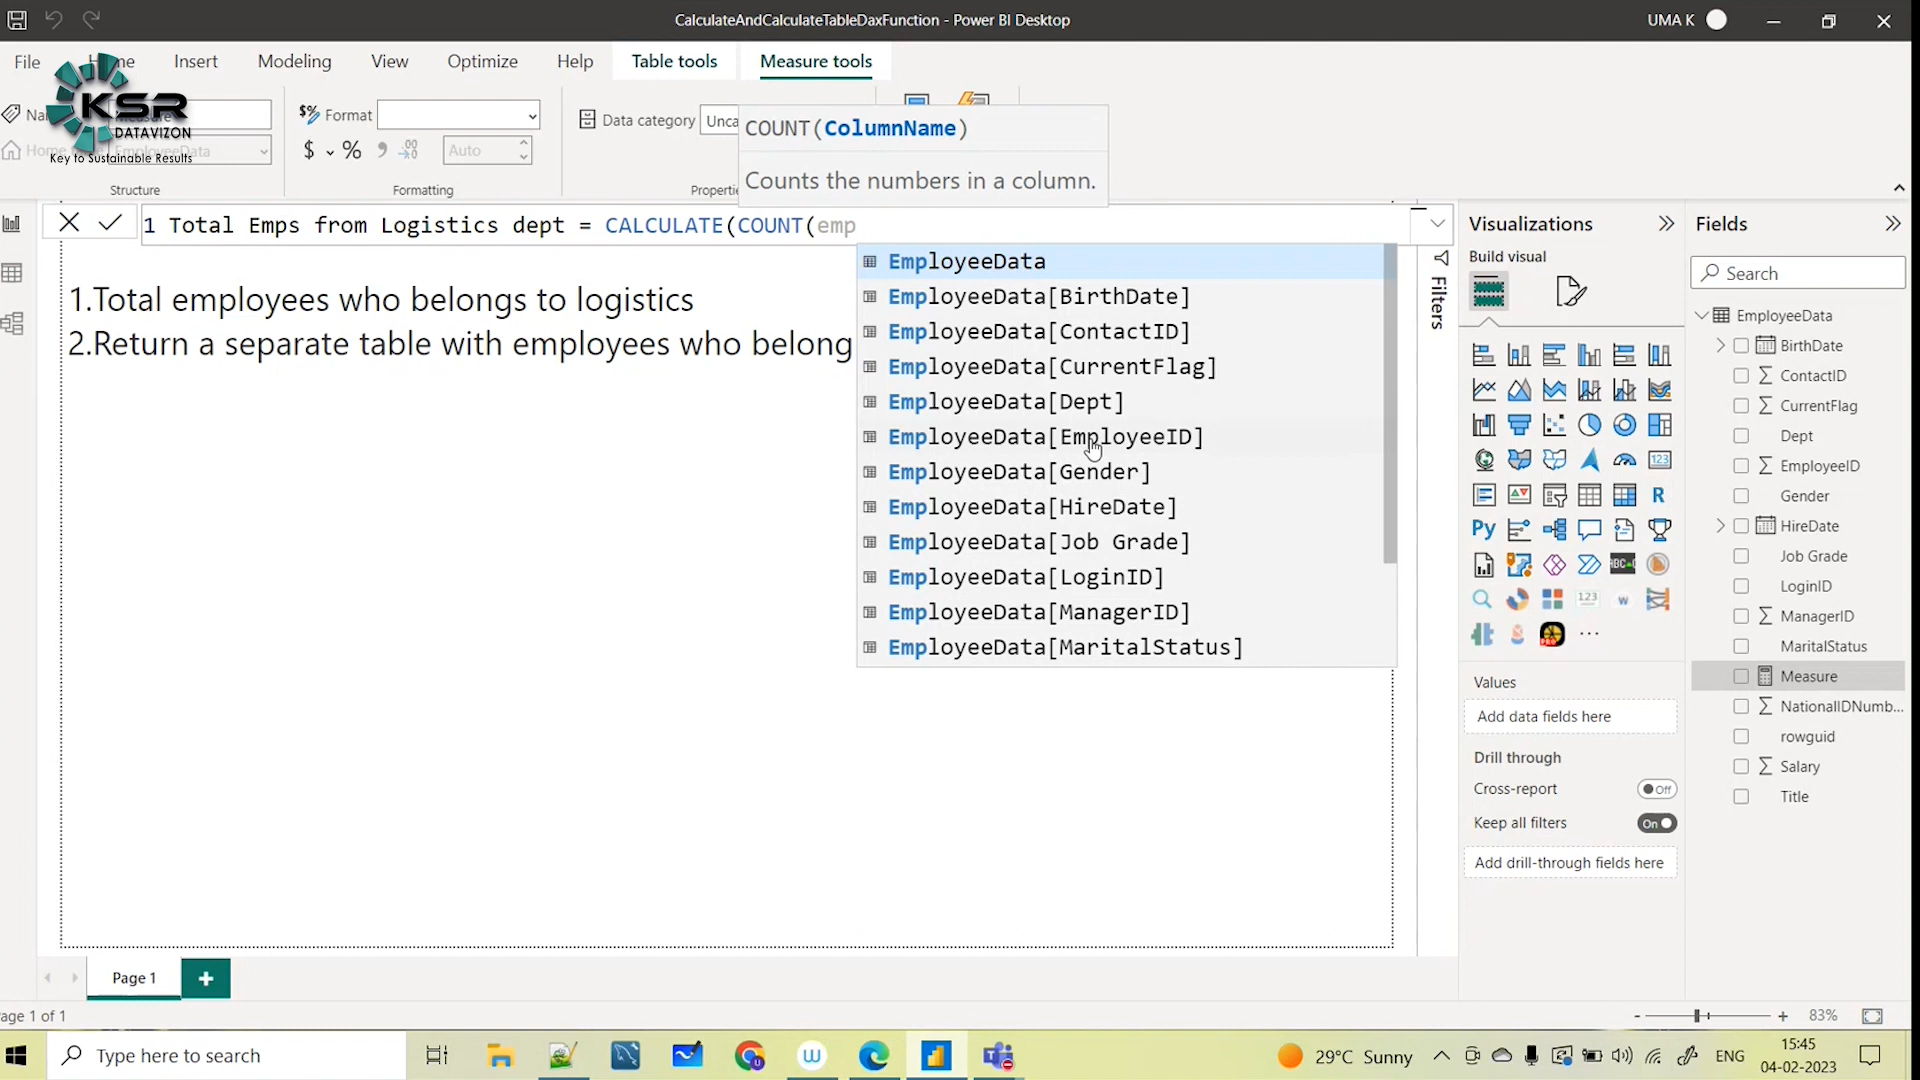 CalculateAndCalculateTableDaxFunction - Power BI Desktop
UMA K
File
Home
Insert
Modeling
View
Optimize
Help
Table tools
Measure tools
KSR
DATAVIZON
Key to Sustainable Results
Measure
EmployeeData
Structure
Format
$ %
Auto
Formatting
Data category
Unca
Properti
COUNT(ColumnName)
Counts the numbers in a column.
1 Total Emps from Logistics dept = CALCULATE(COUNT(emp
1.Total employees who belongs to logistics
2.Return a separate table with employees who belong
EmployeeData
EmployeeData[BirthDate]
EmployeeData[ContactID]
EmployeeData[CurrentFlag]
EmployeeData[Dept]
EmployeeData[EmployeeID]
EmployeeData[Gender]
EmployeeData[HireDate]
EmployeeData[Job Grade]
EmployeeData[LoginID]
EmployeeData[ManagerID]
EmployeeData[MaritalStatus]
Filters
Visualizations
Build visual
123
R
Py
Values
Add data fields here
Drill through
Cross-report
Off
Keep all filters
On
Add drill-through fields here
Fields
Search
EmployeeData
BirthDate
ContactID
CurrentFlag
Dept
EmployeeID
Gender
HireDate
Job Grade
LoginID
ManagerID
MaritalStatus
Measure
NationalIDNumb...
rowguid
Salary
Title
Page 1
age 1 of 1
83%
Type here to search
29°C Sunny
ENG
15:45
04-02-2023